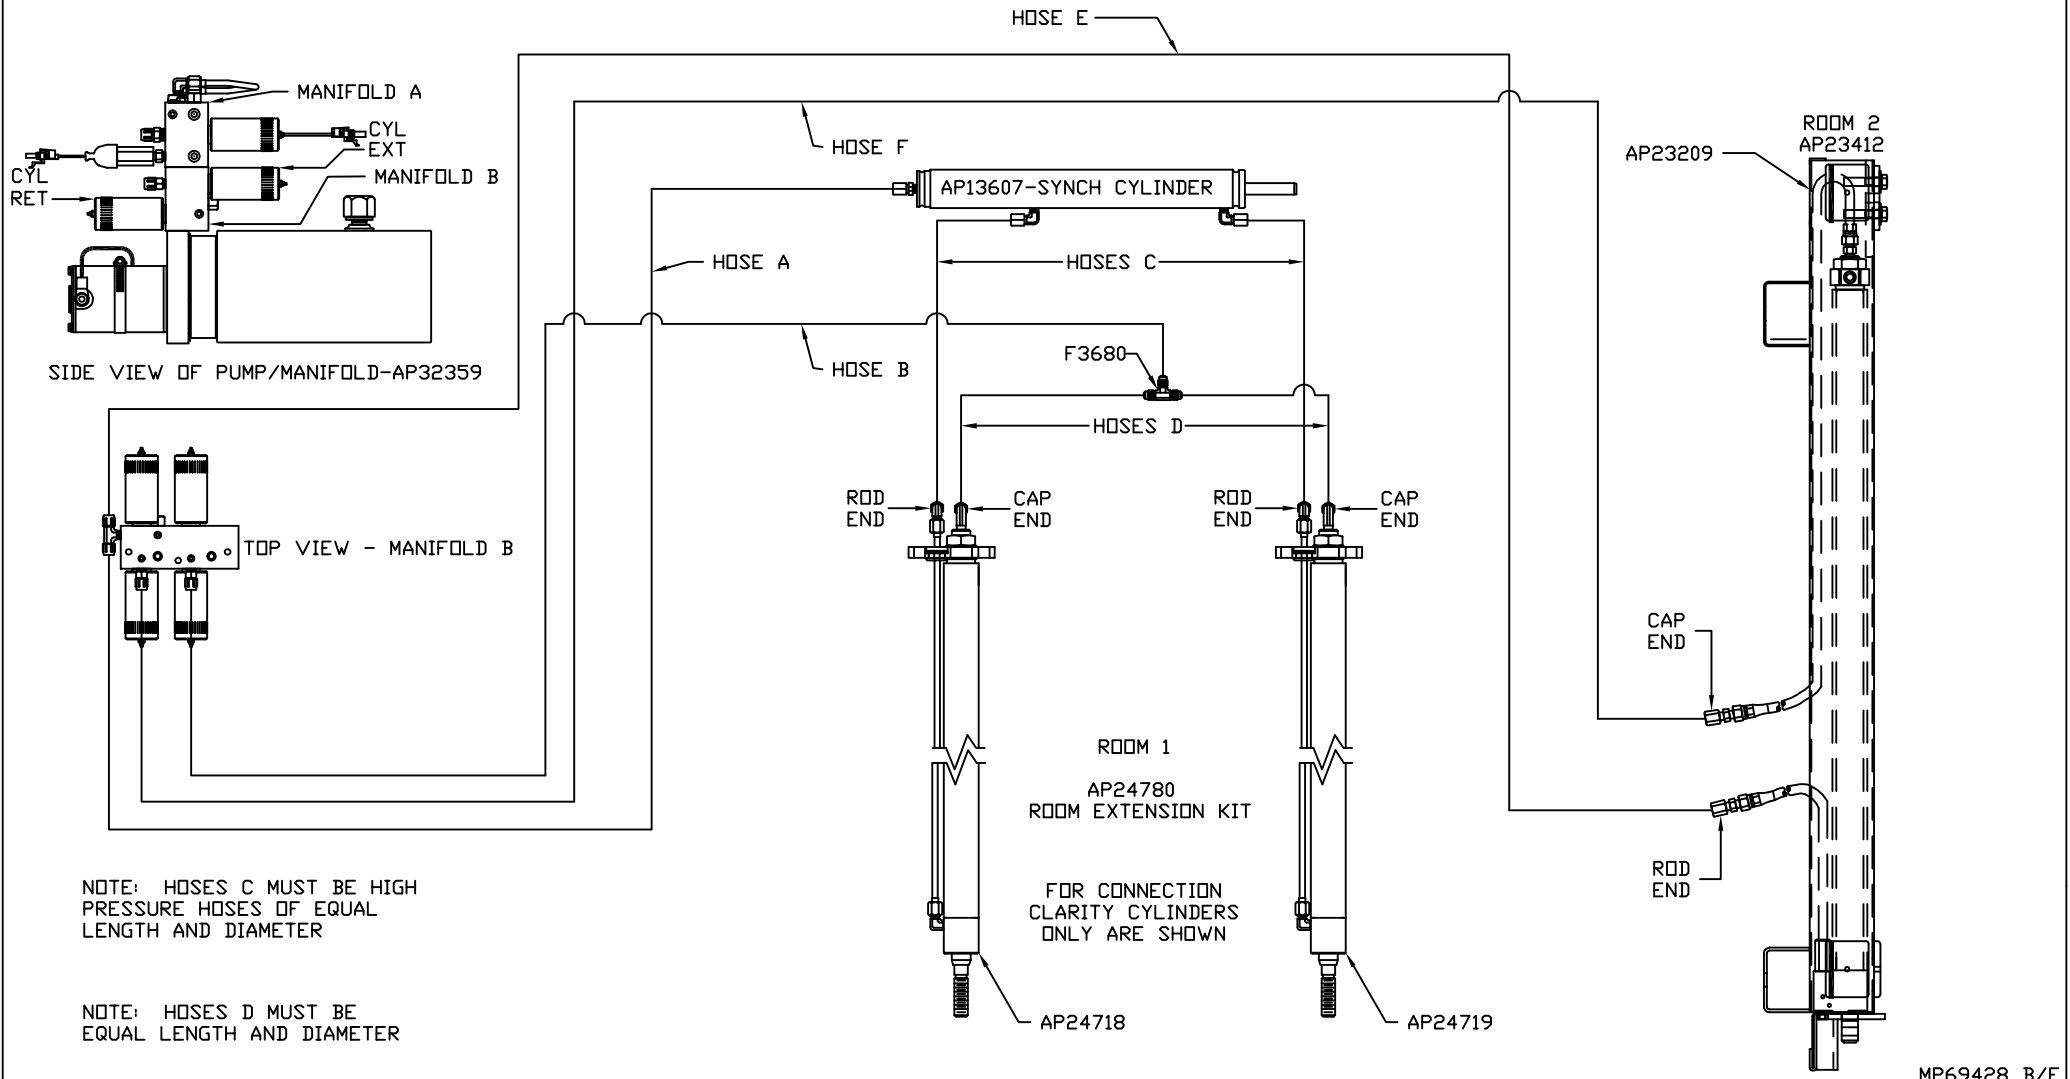 HOSE E
MANIFOLD A
CYL
EXT
HOSE F
CYL
RET
MANIFOLD B
ROOM 2
AP23412
AP23209
AP13607-SYNCH CYLINDER
HOSE A
HOSES C
SIDE VIEW OF PUMP/MANIFOLD-AP32359
HOSE B
F3680
HOSES D
ROD
END
CAP
END
ROD
END
CAP
END
TOP VIEW - MANIFOLD B
CAP
END
ROOM 1
AP24780
ROOM EXTENSION KIT
ROD
END
NOTE: HOSES C MUST BE HIGH
PRESSURE HOSES OF EQUAL
LENGTH AND DIAMETER
FOR CONNECTION
CLARITY CYLINDERS
ONLY ARE SHOWN
NOTE: HOSES D MUST BE
EQUAL LENGTH AND DIAMETER
AP24718
AP24719